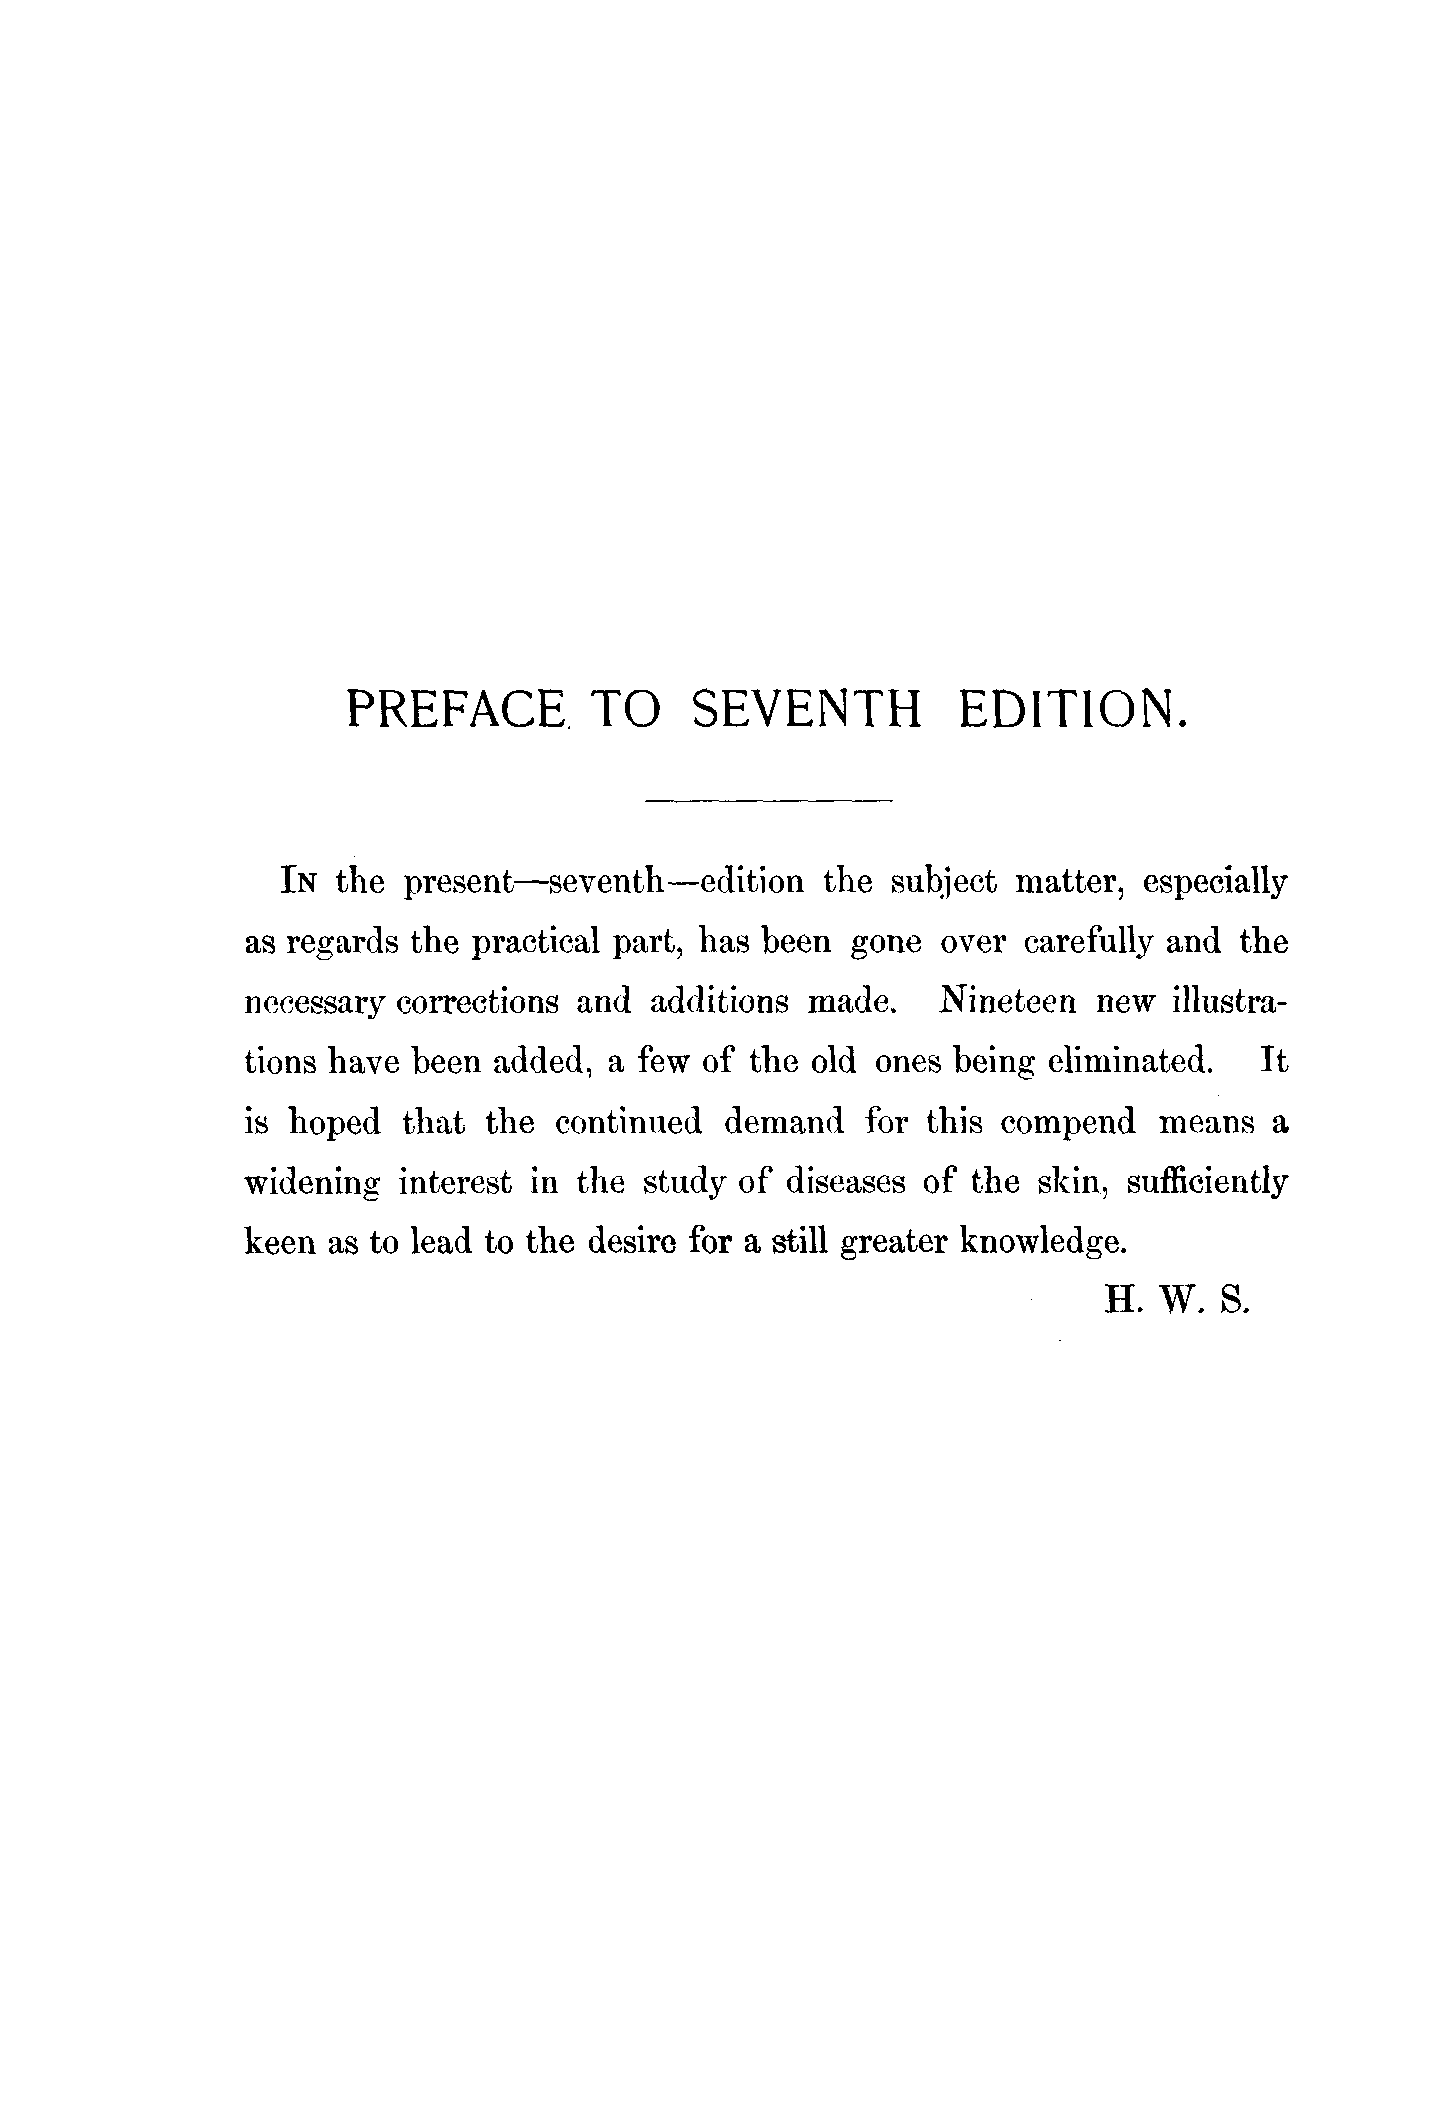 PREFACE TO SEVENTH EDITION.
IN the present—seventh—edition the subject matter, especially
as regards the practical part, has been gone over carefully and the
necessary corrections and additions made. Nineteen new illustra-
tions have been added, a few of the old ones being eliminated. It
is hoped that the continued demand for this compend means a
widening interest in the study of diseases of the skin, sufficiently
keen as to lead to the desire for a still greater knowledge.
H. W. S.